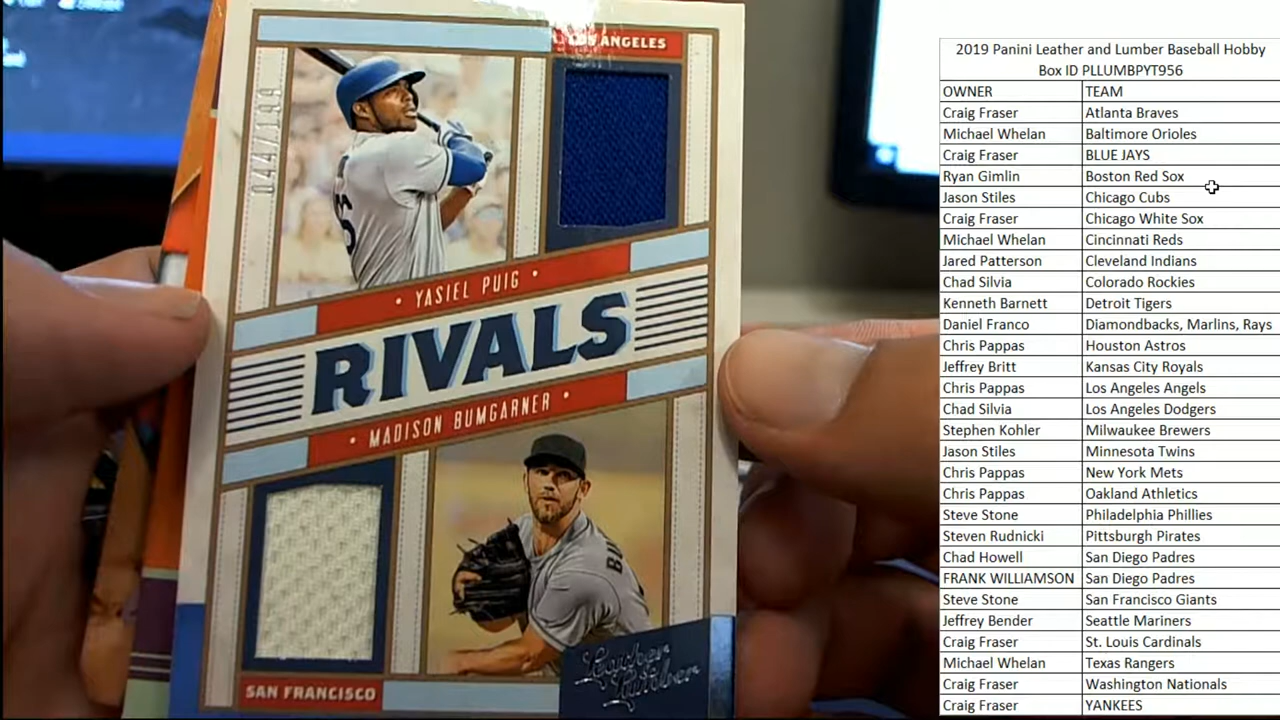 LOS ANGELES
044/199
YASIEL PUIG
RIVALS
MADISON BUMGARNER
SAN FRANCISCO
Leather
Lumber
2019 Panini Leather and Lumber Baseball Hobby
Box ID PLLUMBPYT956
OWNER TEAM
Craig Fraser Atlanta Braves
Michael Whelan Baltimore Orioles
Craig Fraser BLUE JAYS
Ryan Gimlin Boston Red Sox
Jason Stiles Chicago Cubs
Craig Fraser Chicago White Sox
Michael Whelan Cincinnati Reds
Jared Patterson Cleveland Indians
Chad Silvia Colorado Rockies
Kenneth Barnett Detroit Tigers
Daniel Franco Diamondbacks, Marlins, Rays
Chris Pappas Houston Astros
Jeffrey Britt Kansas City Royals
Chris Pappas Los Angeles Angels
Chad Silvia Los Angeles Dodgers
Stephen Kohler Milwaukee Brewers
Jason Stiles Minnesota Twins
Chris Pappas New York Mets
Chris Pappas Oakland Athletics
Steve Stone Philadelphia Phillies
Steven Rudnicki Pittsburgh Pirates
Chad Howell San Diego Padres
FRANK WILLIAMSON San Diego Padres
Steve Stone San Francisco Giants
Jeffrey Bender Seattle Mariners
Craig Fraser St. Louis Cardinals
Michael Whelan Texas Rangers
Craig Fraser Washington Nationals
Craig Fraser YANKEES